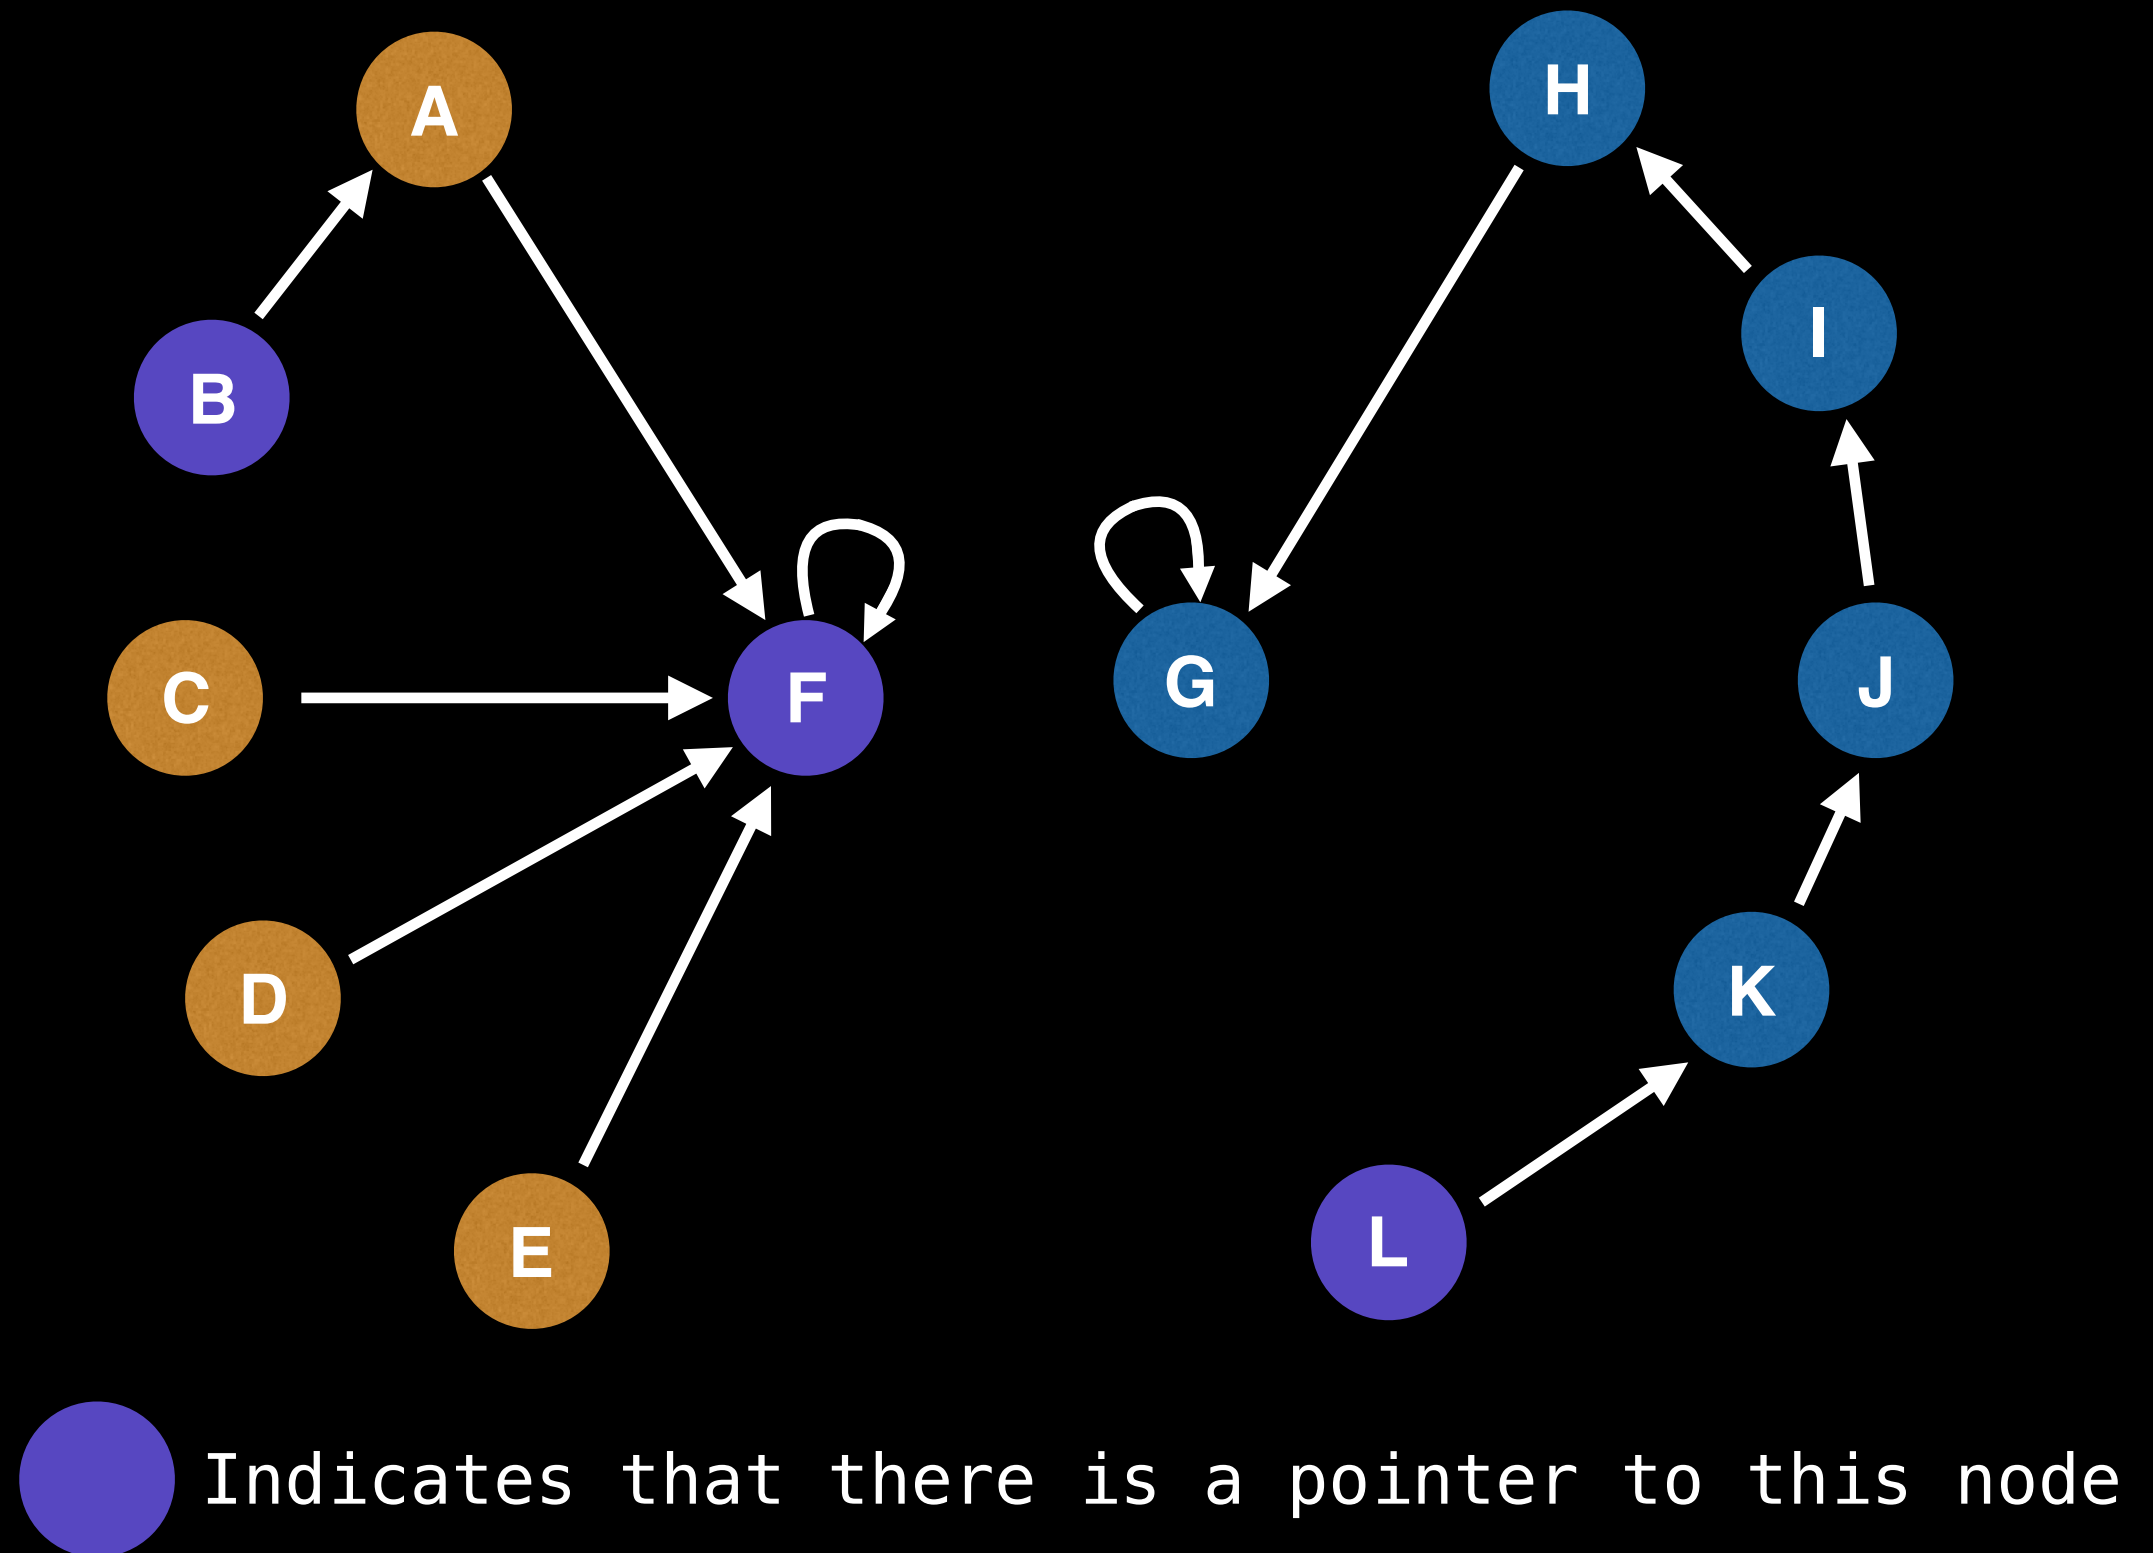 A
H
I
B
C
F
G
J
D
K
E
L
Indicates that there is a pointer to this node